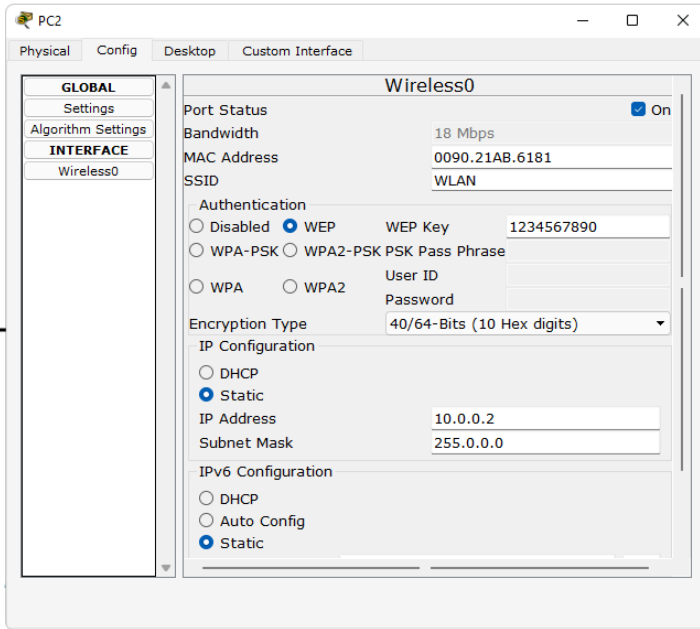 PC2
Physical Config Desktop Custom Interface
GLOBAL
Settings
Algorithm Settings
INTERFACE
Wireless0
Wireless0
Port Status On
Bandwidth 18 Mbps
MAC Address 0090.21AB.6181
SSID WLAN
Authentication
Disabled WEP WEP Key 1234567890
WPA-PSK WPA2-PSK PSK Pass Phrase
User ID
WPA WPA2
Password
Encryption Type 40/64-Bits (10 Hex digits)
IP Configuration
DHCP
Static
IP Address 10.0.0.2
Subnet Mask 255.0.0.0
IPv6 Configuration
DHCP
Auto Config
Static